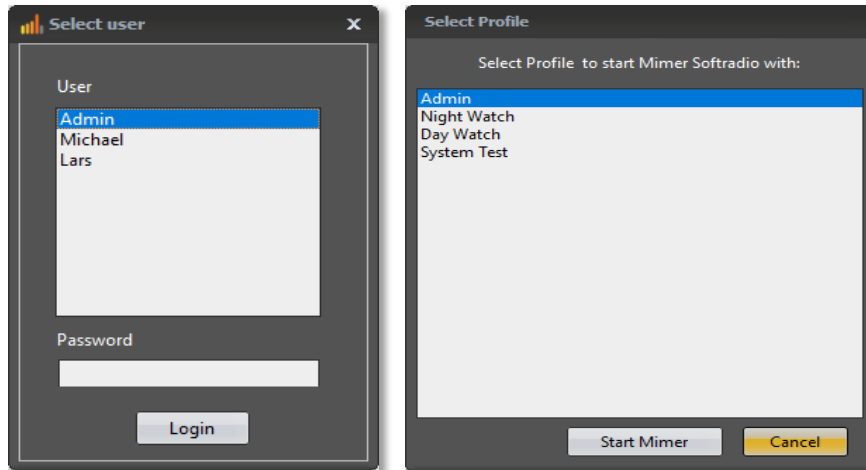 Select user
x
User
Admin
Michael
Lars
Password
Login
Select Profile
Select Profile to start Mimer Softradio with:
Admin
Night Watch
Day Watch
System Test
Start Mimer
Cancel